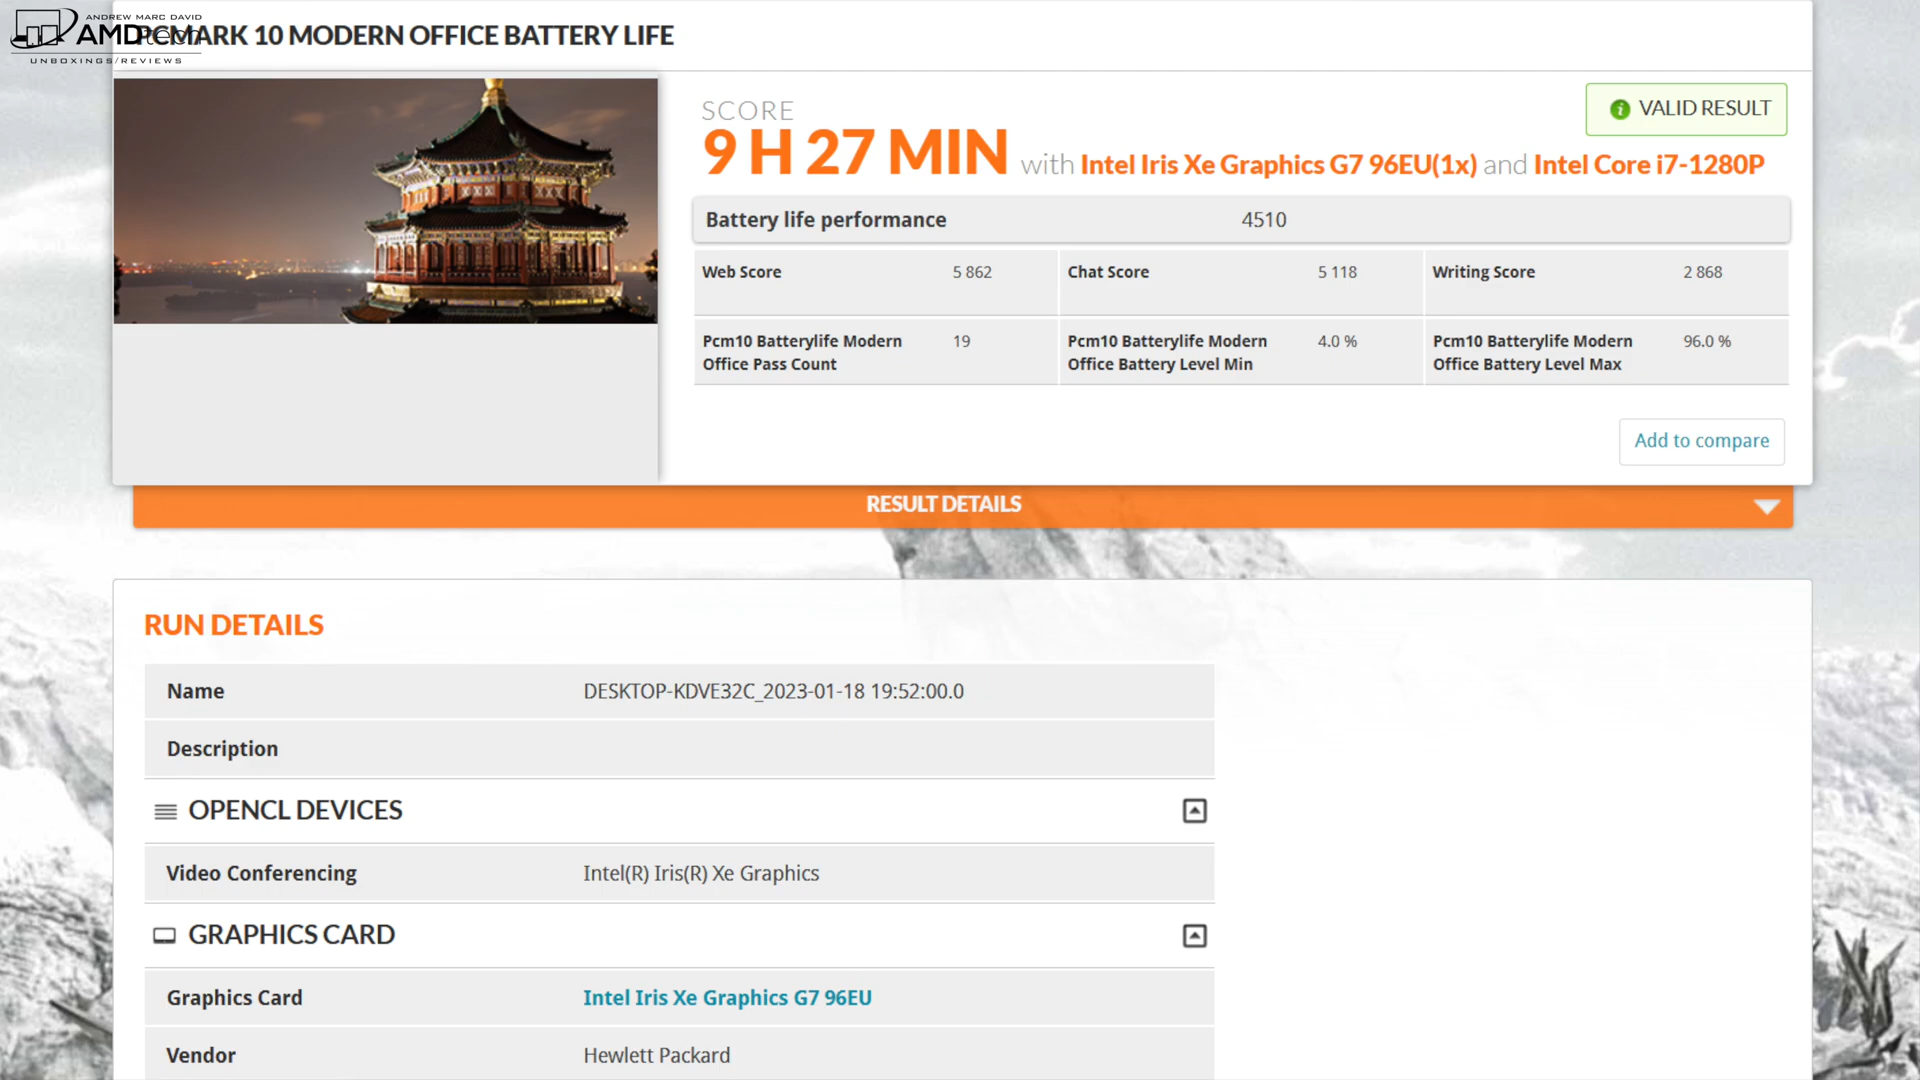 ANDREW MARC DAVID
AMDtech
UNBOXINGS/REVIEWS
PCMARK 10 MODERN OFFICE BATTERY LIFE
SCORE
9 H 27 MIN with Intel Iris Xe Graphics G7 96EU(1x) and Intel Core i7-1280P
VALID RESULT
Battery life performance 4510
Web Score 5 862 Chat Score 5 118 Writing Score 2 868
Pcm10 Batterylife Modern 19 Pcm10 Batterylife Modern 4.0 % Pcm10 Batterylife Modern 96.0 %
Office Pass Count Office Battery Level Min Office Battery Level Max
Add to compare
RESULT DETAILS
RUN DETAILS
Name DESKTOP-KDVE32C_2023-01-18 19:52:00.0
Description
OPENCL DEVICES
Video Conferencing Intel(R) Iris(R) Xe Graphics
GRAPHICS CARD
Graphics Card Intel Iris Xe Graphics G7 96EU
Vendor Hewlett Packard